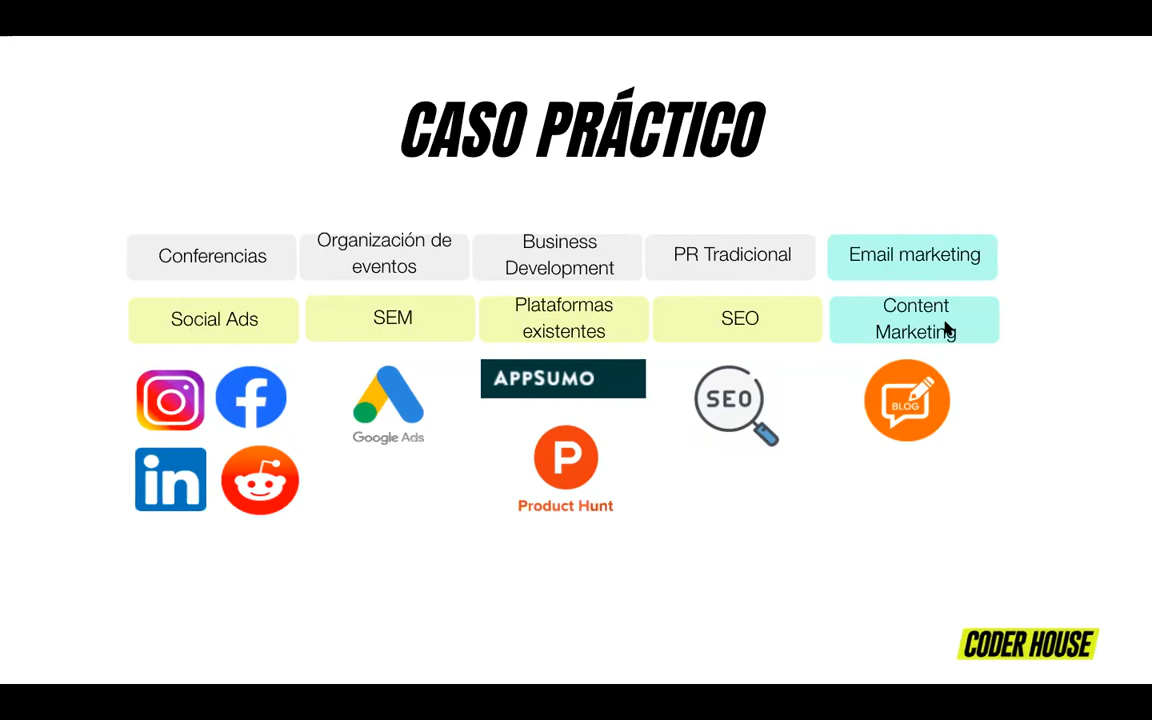 CASO PRÁCTICO
Conferencias
Organización de
eventos
Business
Development
PR Tradicional
Email marketing
Social Ads
SEM
Plataformas
existentes
SEO
Content
Marketing
APPSUMO
SEO
BLOG
Google Ads
in
P
Product Hunt
CODER HOUSE